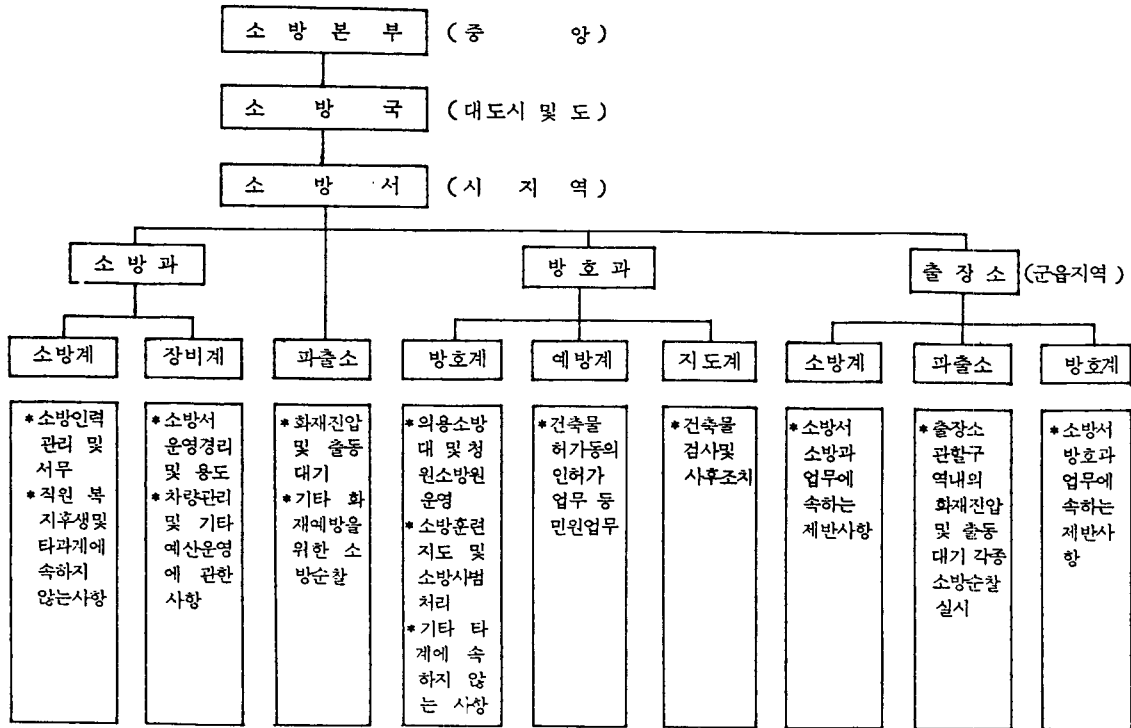 소 방 본 부 (중 앙)
소 방 국 (대도시 및 도)
소 방 서 (시 지 역)
소 방 과
방 호 과
출 장 소 (군읍지역)
소방계
장비계
파출소
방호계
예방계
지도계
소방계
파출소
방호계
* 소방인력
관리 및
서무
* 직원 복
지후생및
타과계에
속하지
않는사항
* 소방서
운영경리
및 용도
* 차량관리
및 기타
예산운영
에 관한
사항
* 화재진압
및 출동
대기
* 기타 화
재예방을
위한 소
방순찰
* 의용소방
대 및 청
원소방원
운영
* 소방훈련
지도 및
소방시범
처리
* 기타 타
계에 속
하지 않
는 사항
* 건축물
허가동의
인허가
업무 등
민원업무
* 건축물
검사및
사후조치
* 소방서
소방과
업무에
속하는
제반사항
* 출장소
관할구
역내의
화재진압
및 출동
대기 각종
소방순찰
실시
* 소방서
방호과
업무에
속하는
제반사
항